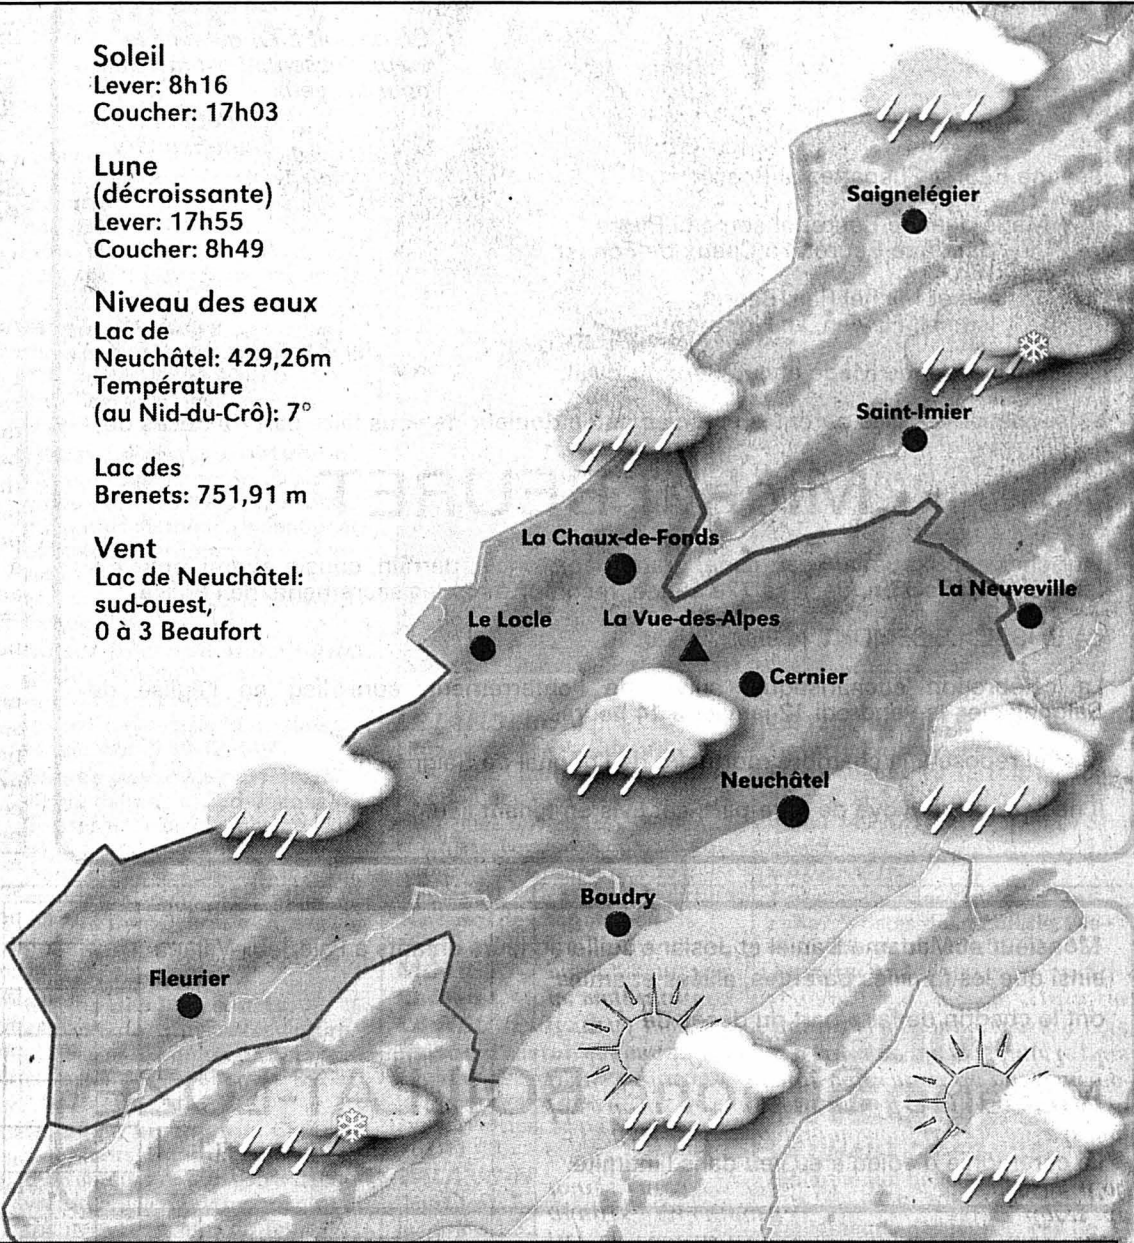 Soleil
Lever: 8h16
Coucher: 17h03
Lune
(décroissante)
Lever: 17h55
Coucher: 8h49
Niveau des eaux
Lac de
Neuchâtel: 429,26m
Température
(au Nid-du-Crô): 7°
Lac des
Brenets: 751,91 m
Vent
Lac de Neuchâtel:
sud-ouest,
0 à 3 Beaufort
Saignelégier
Saint-Imier
La Chaux-de-Fonds
La Neuveville
Le Locle
La Vue-des-Alpes
Cernier
Neuchâtel
Boudry
Fleurier